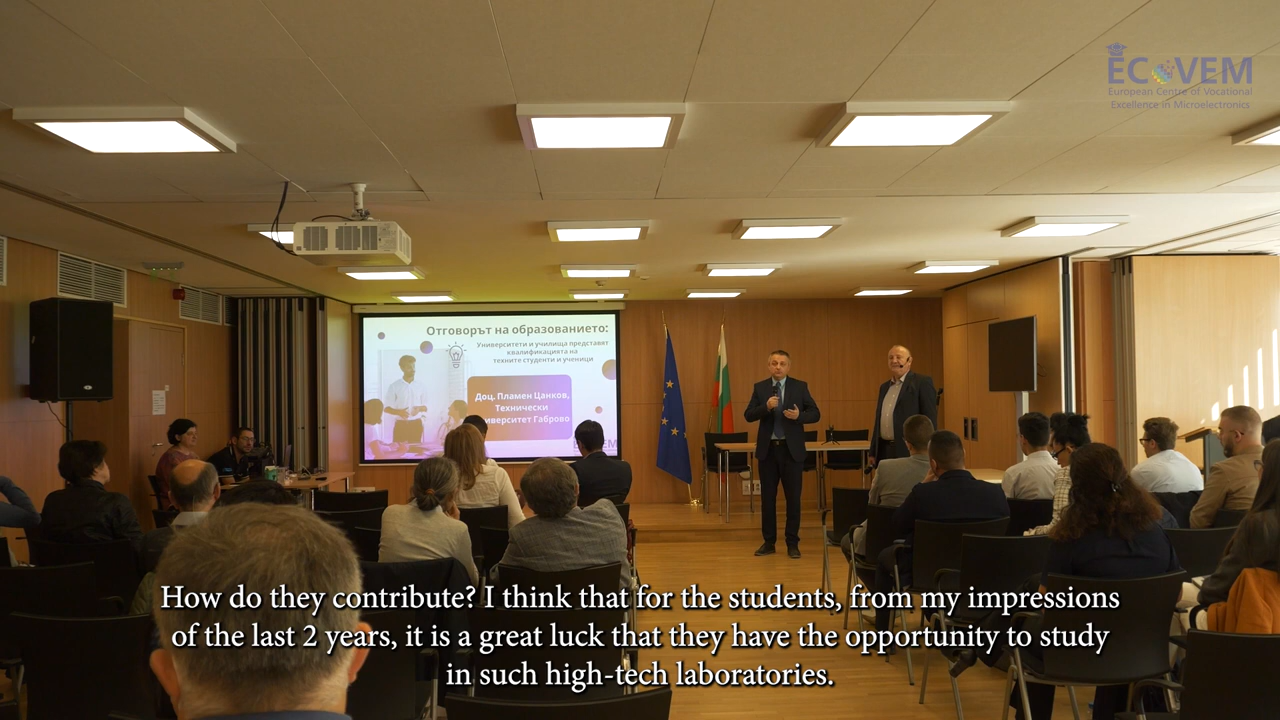 ECOVEM
European Centre of Vocational
Excellence in Microelectronics
Отговорът на образованието:
Университети и училища представят
квалификацията на
техните студенти и ученици
Доц. Пламен Цанков,
Технически
Университет Габрово
How do they contribute? I think that for the students, from my impressions
of the last 2 years, it is a great luck that they have the opportunity to study
in such high-tech laboratories.